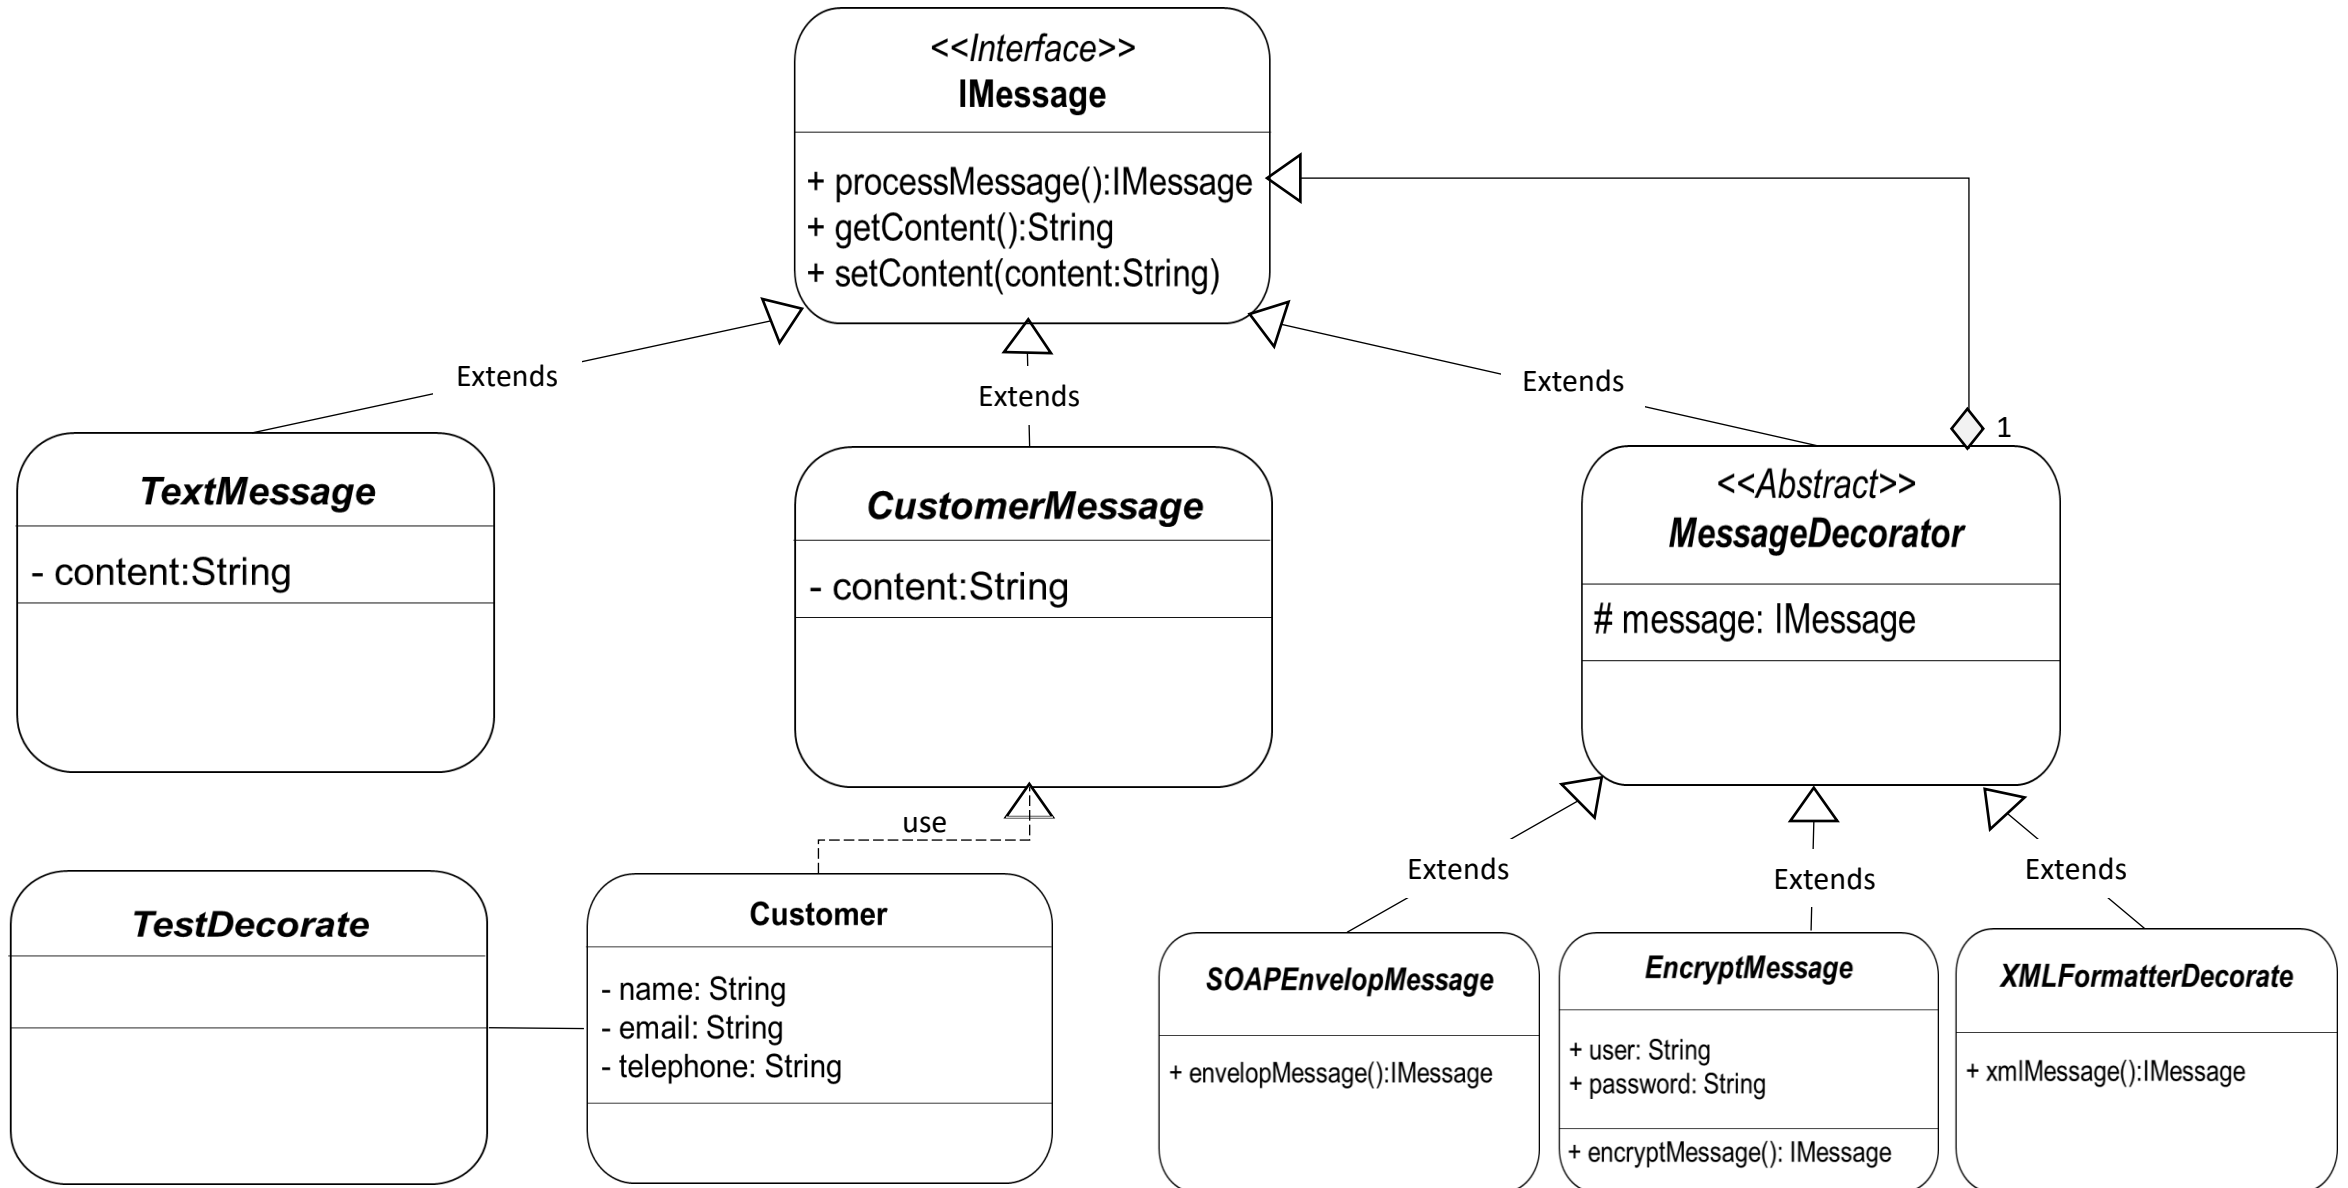 <<Interface>>
IMessage
+ processMessage():IMessage
+ getContent():String
+ setContent(content:String)
Extends
Extends
Extends
1
TextMessage
- content:String
CustomerMessage
- content:String
<<Abstract>>
MessageDecorator
# message: IMessage
use
Extends
Extends
Extends
TestDecorate
Customer
- name: String
- email: String
- telephone: String
SOAPEnvelopMessage
+ envelopMessage():IMessage
EncryptMessage
+ user: String
+ password: String
+ encryptMessage(): IMessage
XMLFormatterDecorate
+ xmlMessage():IMessage